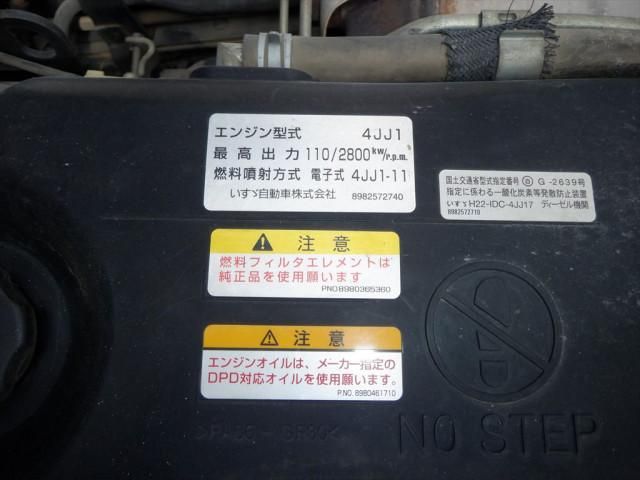 エンジン型式 4JJ1
最高出力 110/2800kW/r.p.m.
燃料噴射方式 電子式 4JJ1-11
いすゞ自動車株式会社 8982572740
国土交通省型式指定番号 G-2639号
指定に係わる一酸化炭素等発散防止装置
いすゞ H22-IDC-4JJ17 ディーゼル機関
8982572710
注意
燃料フィルタエレメントは
純正品を使用願います
PNO.8980365360
注意
エンジンオイルは、メーカー指定の
DPD対応オイルを使用願います。
P.NO. 8980461710
NO STEP